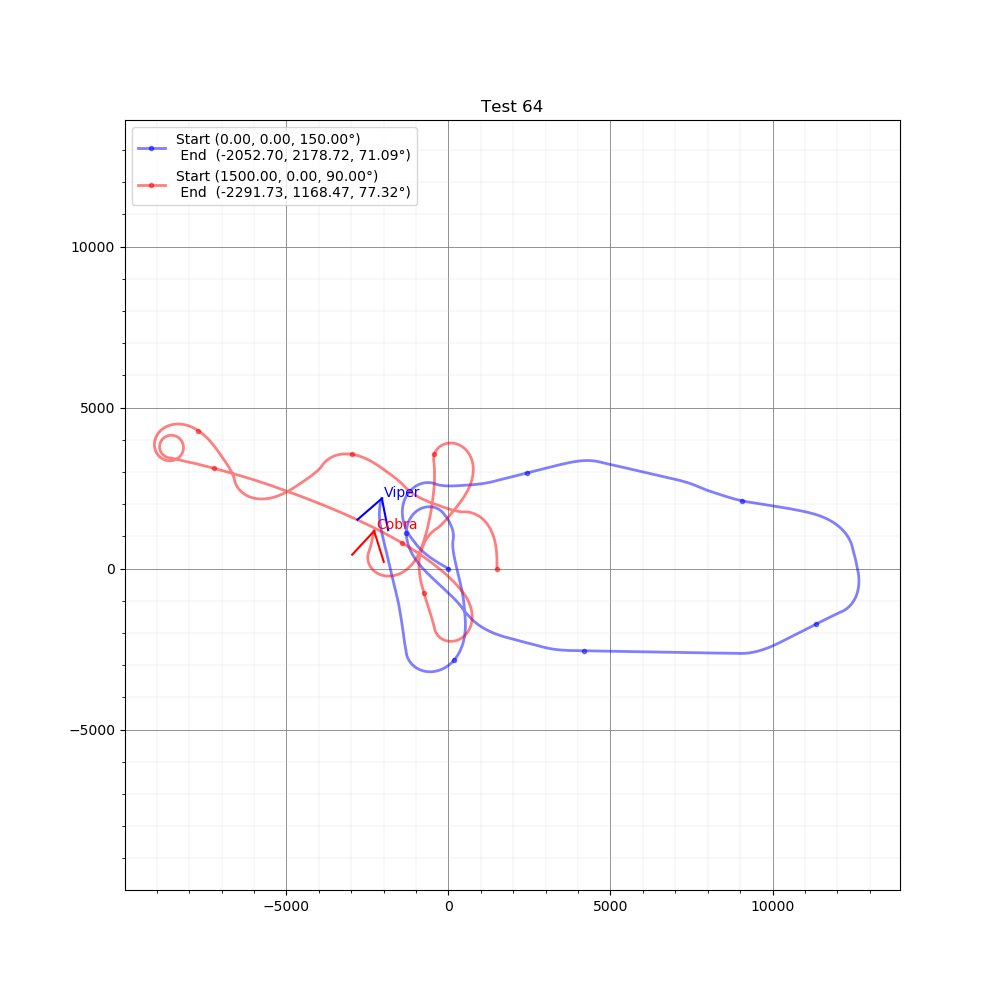 Test 64
Start (0.00, 0.00, 150.00°)
End  (-2052.70, 2178.72, 71.09°)
Start (1500.00, 0.00, 90.00°)
End  (-2291.73, 1168.47, 77.32°)
10000
5000
Viper
Cobra
0
−5000
−5000
0
5000
10000